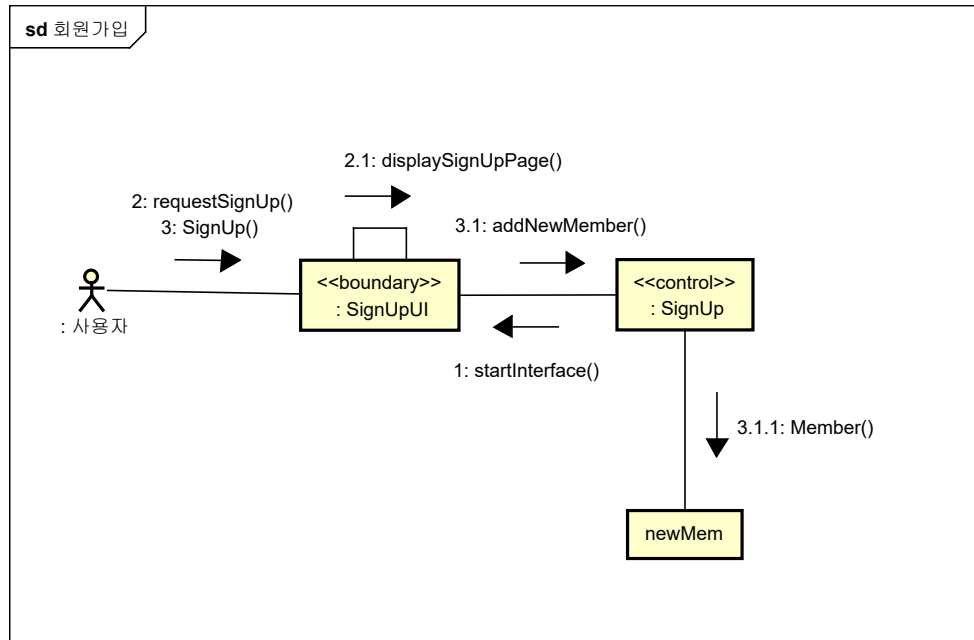 sd 회원가입
2.1: displaySignUpPage()
2: requestSignUp()
3: SignUp()
3.1: addNewMember()
<<boundary>>
: SignUpUI
<<control>>
: SignUp
: 사용자
1: startInterface()
3.1.1: Member()
newMem